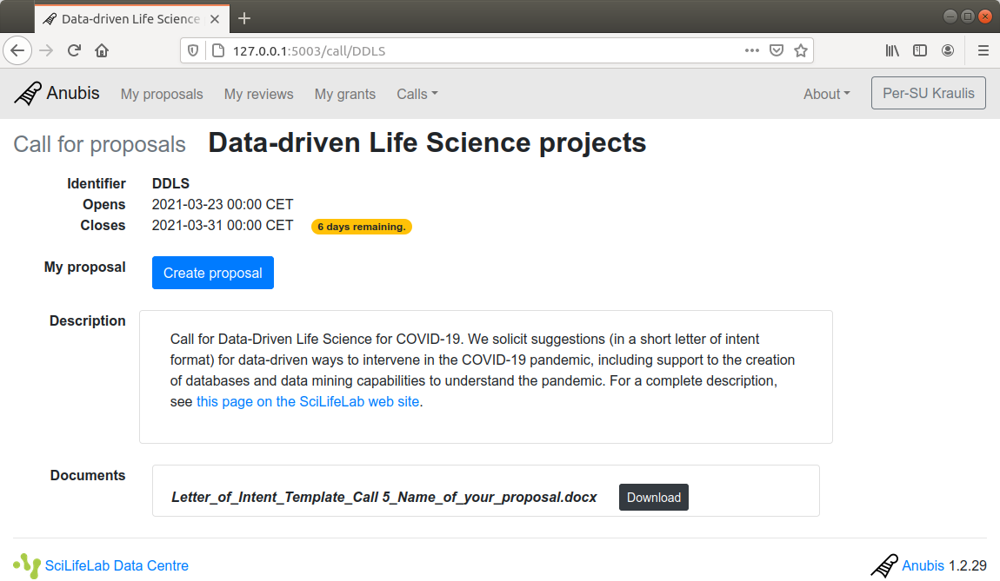 Data-driven Life Science
127.0.0.1:5003/call/DDLS
Anubis My proposals My reviews My grants Calls About Per-SU Kraulis
Call for proposals Data-driven Life Science projects
Identifier DDLS
Opens 2021-03-23 00:00 CET
Closes 2021-03-31 00:00 CET 6 days remaining.
My proposal Create proposal
Description
Call for Data-Driven Life Science for COVID-19. We solicit suggestions (in a short letter of intent
format) for data-driven ways to intervene in the COVID-19 pandemic, including support to the creation
of databases and data mining capabilities to understand the pandemic. For a complete description,
see this page on the SciLifeLab web site.
Documents
Letter_of_Intent_Template_Call 5_Name_of_your_proposal.docx Download
SciLifeLab Data Centre Anubis 1.2.29